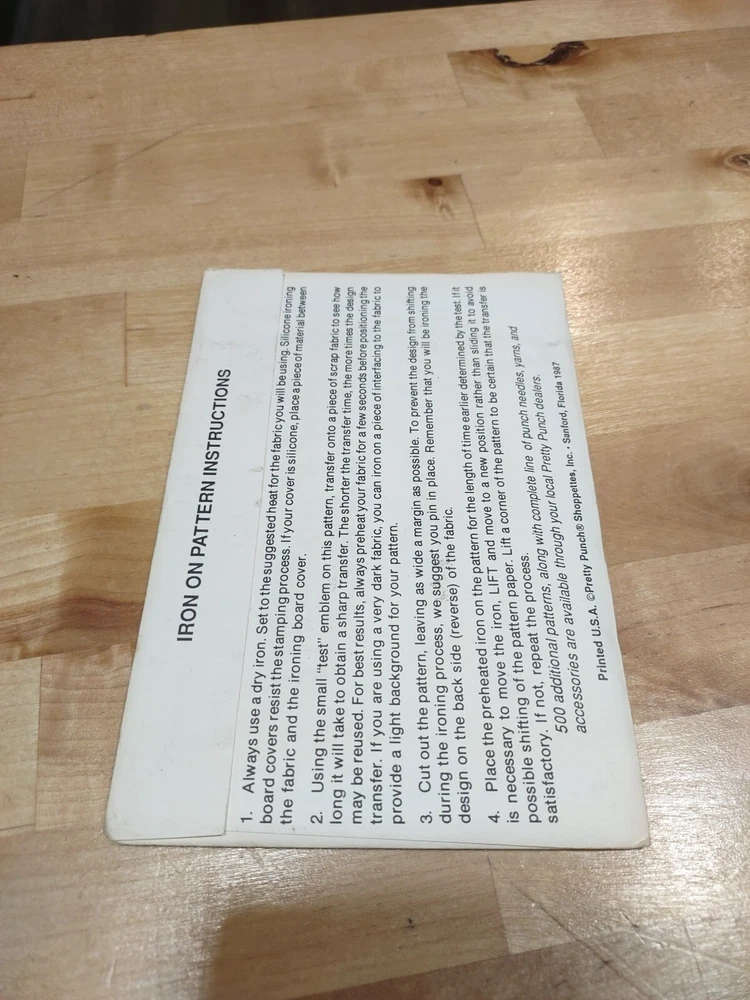 IRON ON PATTERN INSTRUCTIONS
1. Always use a dry iron. Set to the suggested heat for the fabric you will be using. Silicone ironing
board covers resist the stamping process. If your cover is silicone, place a piece of material between
the fabric and the ironing board cover.
2. Using the small "test" emblem on this pattern, transfer onto a piece of scrap fabric to see how
long it will take to obtain a sharp transfer. The shorter the transfer time, the more times the design
may be reused. For best results, always preheat your fabric for a few seconds before positioning the
transfer. If you are using a very dark fabric, you can iron on a piece of interfacing to the fabric to
provide a light background for your pattern.
3. Cut out the pattern, leaving as wide a margin as possible. To prevent the design from shifting
during the ironing process, we suggest you pin in place. Remember that you will be ironing the
design on the back side (reverse) of the fabric.
4. Place the preheated iron on the pattern for the length of time earlier determined by the test. If it
is necessary to move the iron, LIFT and move to a new position rather than sliding it to avoid
possible shifting of the pattern paper. Lift a corner of the pattern to be certain that the transfer is
satisfactory. If not, repeat the process.
500 additional patterns, along with complete line of punch needles, yarns, and
accessories are available through your local Pretty Punch dealers.
Printed U.S.A. ©Pretty Punch® Shoppettes, Inc. • Sanford, Florida 1987